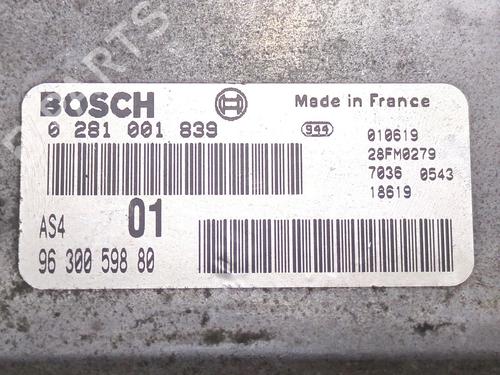 BOSCH
Made in France
0 281 001 839
944
010619
28FM0279
7036 0543
18619
AS4
01
96 300 598 80
PARTS